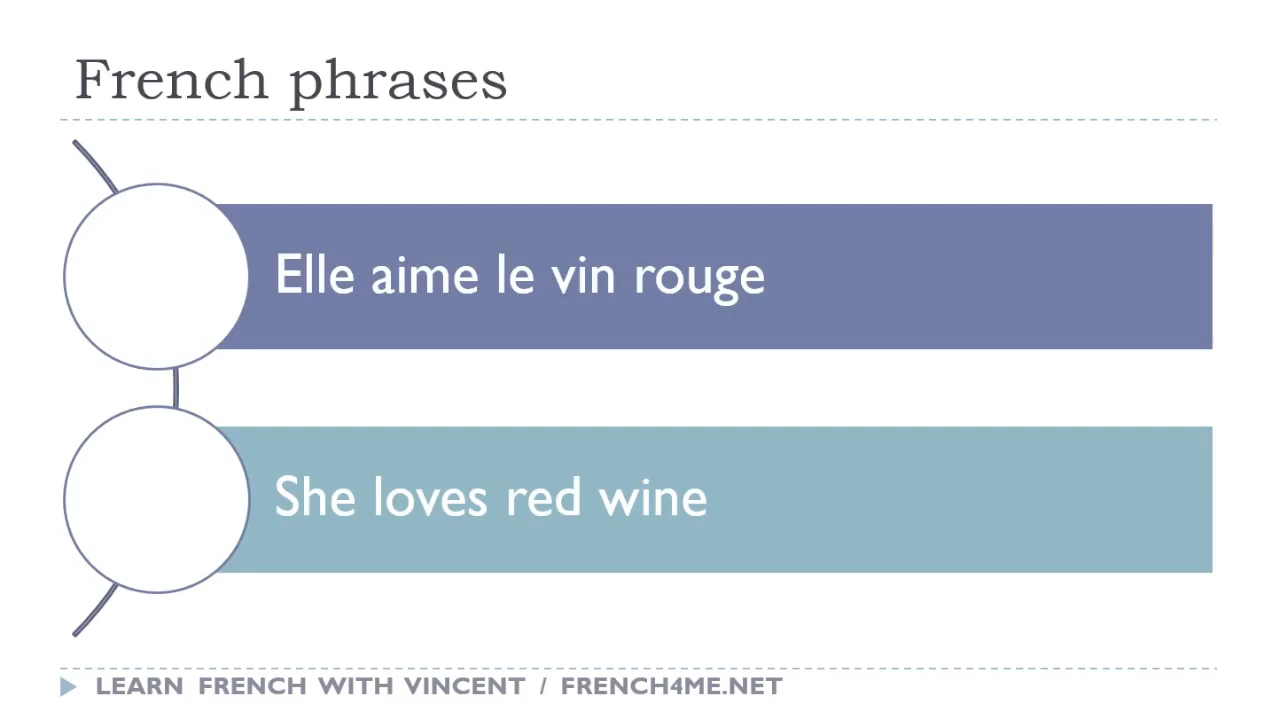 French phrases
Elle aime le vin rouge
She loves red wine
LEARN FRENCH WITH VINCENT / FRENCH4ME.NET